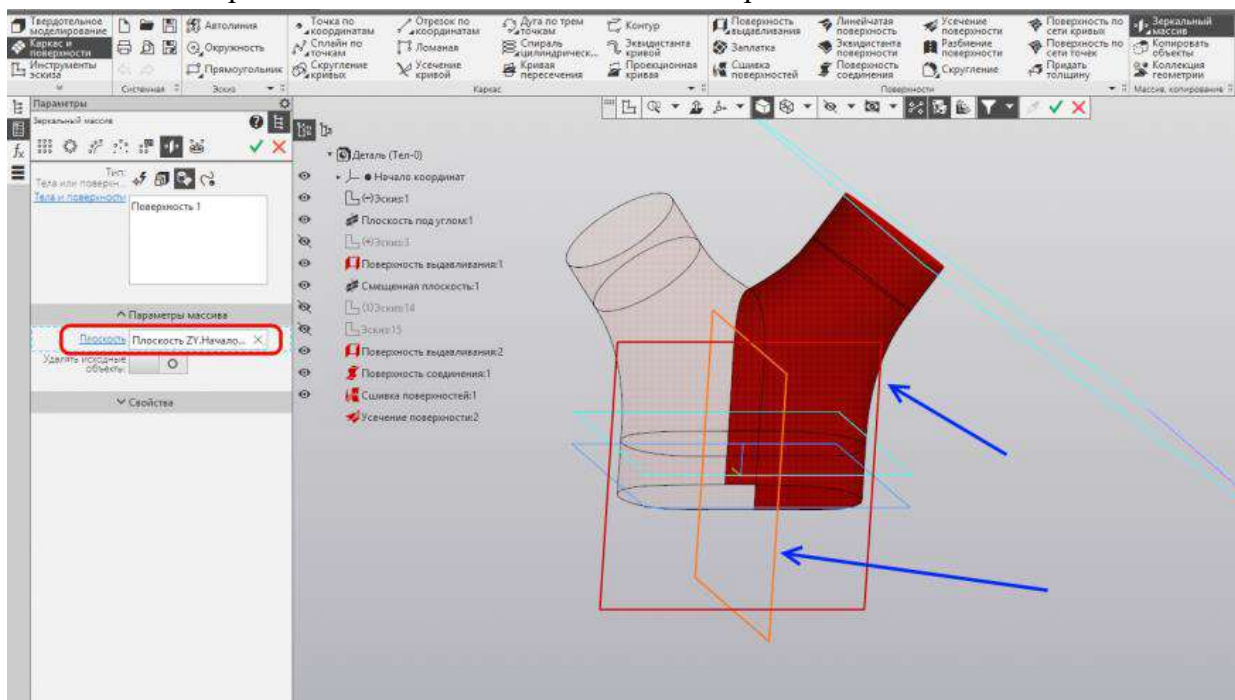 Твердотельное моделирование
Каркас и поверхности
Инструменты эскиза
Системная
Автолиния
Окружность
Прямоугольник
Эскиз
Точка по координатам
Сплайн по точкам
Скругление кривых
Отрезок по координатам
Ломаная
Усечение кривой
Дуга по трем точкам
Спираль цилиндрическ...
Кривая пересечения
Контур
Эквидистанта кривой
Проекционная кривая
Каркас
Поверхность выдавливания
Заплатка
Сшивка поверхностей
Линейчатая поверхность
Эквидистанта поверхности
Поверхность соединения
Усечение поверхности
Разбиение поверхности
Скругление
Поверхность по сети кривых
Поверхность по сети точек
Придать толщину
Поверхности
Зеркальный массив
Копировать объекты
Коллекция геометрии
Массив, копирование
Параметры
Зеркальный массив
Тип:
Тела или поверхн...
Тела и поверхности
Поверхность 1
Параметры массива
Плоскость
Плоскость ZY.Начало...
Удалять исходные объекты:
Свойства
Деталь (Тел-0)
Начало координат
(-)Эскиз:1
Плоскость под углом:1
(+)Эскиз:3
Поверхность выдавливания:1
Смещенная плоскость:1
Эскиз:15
Поверхность выдавливания:2
Поверхность соединения:1
Сшивка поверхностей:1
Усечение поверхности:2